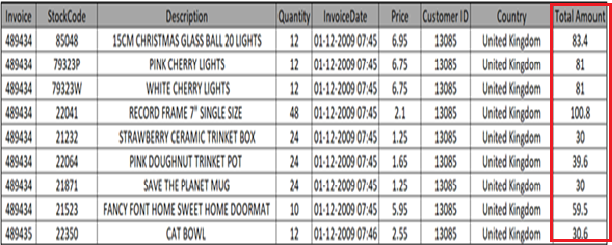 Invoice StockCode Description Quantity InvoiceDate Price Customer ID Country Total Amount
489434 85048 15CM CHRISTMAS GLASS BALL 20 LIGHTS 12 01-12-2009 07:45 6.95 13085 United Kingdom 83.4
489434 79323P PINK CHERRY LIGHTS 12 01-12-2009 07:45 6.75 13085 United Kingdom 81
489434 79323W WHITE CHERRY LIGHTS 12 01-12-2009 07:45 6.75 13085 United Kingdom 81
489434 22041 RECORD FRAME 7" SINGLE SIZE 48 01-12-2009 07:45 2.1 13085 United Kingdom 100.8
489434 21232 STRAWBERRY CERAMIC TRINKET BOX 24 01-12-2009 07:45 1.25 13085 United Kingdom 30
489434 22064 PINK DOUGHNUT TRINKET POT 24 01-12-2009 07:45 1.65 13085 United Kingdom 39.6
489434 21871 SAVE THE PLANET MUG 24 01-12-2009 07:45 1.25 13085 United Kingdom 30
489434 21523 FANCY FONT HOME SWEET HOME DOORMAT 10 01-12-2009 07:45 5.95 13085 United Kingdom 59.5
489435 22350 CAT BOWL 12 01-12-2009 07:46 2.55 13085 United Kingdom 30.6